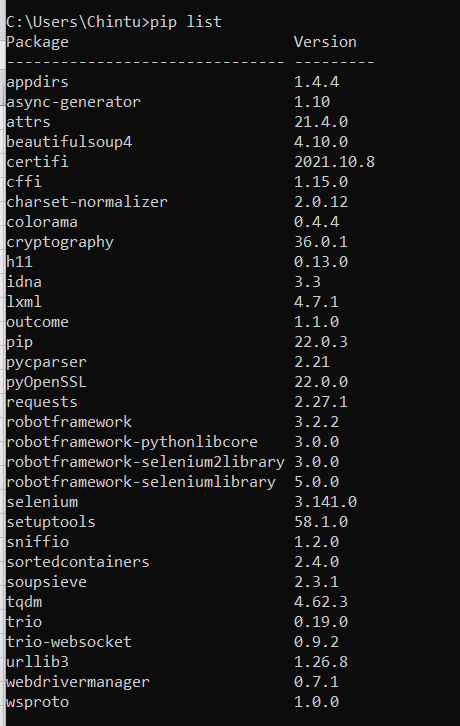 C:\Users\Chintu>pip list
Package Version
------------------------------ ---------
appdirs 1.4.4
async-generator 1.10
attrs 21.4.0
beautifulsoup4 4.10.0
certifi 2021.10.8
cffi 1.15.0
charset-normalizer 2.0.12
colorama 0.4.4
cryptography 36.0.1
h11 0.13.0
idna 3.3
lxml 4.7.1
outcome 1.1.0
pip 22.0.3
pycparser 2.21
pyOpenSSL 22.0.0
requests 2.27.1
robotframework 3.2.2
robotframework-pythonlibcore 3.0.0
robotframework-selenium2library 3.0.0
robotframework-seleniumlibrary 5.0.0
selenium 3.141.0
setuptools 58.1.0
sniffio 1.2.0
sortedcontainers 2.4.0
soupsieve 2.3.1
tqdm 4.62.3
trio 0.19.0
trio-websocket 0.9.2
urllib3 1.26.8
webdrivermanager 0.7.1
wsproto 1.0.0